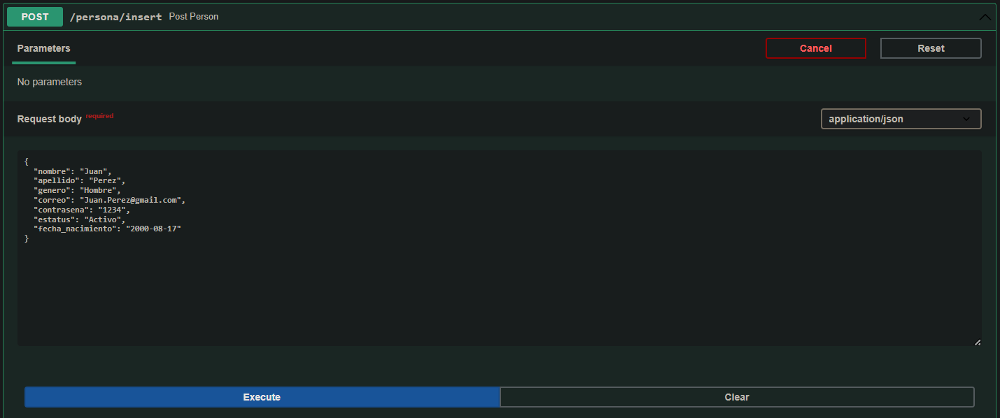 POST /persona/insert Post Person
Parameters Cancel Reset
No parameters
Request body required application/json
{
  "nombre": "Juan",
  "apellido": "Perez",
  "genero": "Hombre",
  "correo": "Juan.Perez@gmail.com",
  "contrasena": "1234",
  "estatus": "Activo",
  "fecha_nacimiento": "2000-08-17"
}
Execute Clear